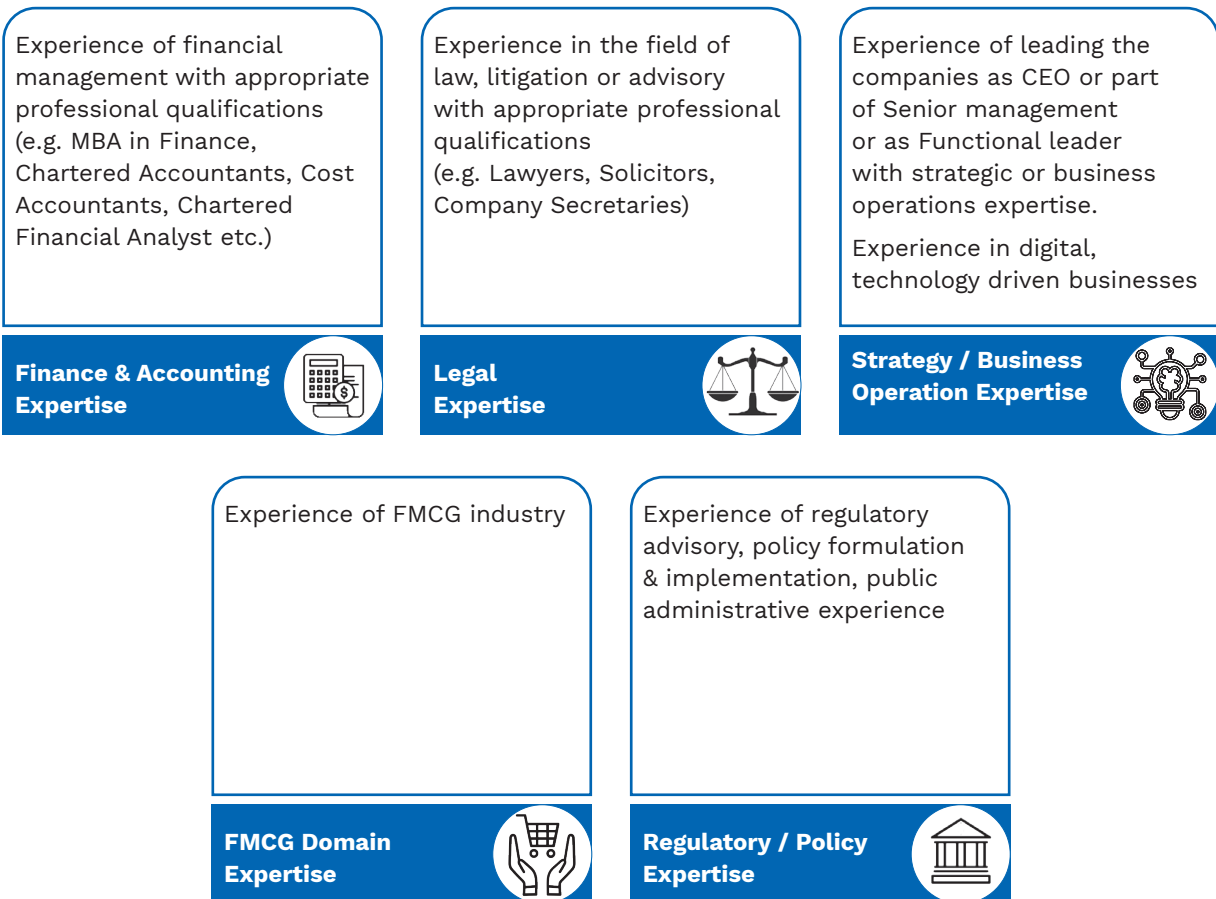 Experience of financial
management with appropriate
professional qualifications
(e.g. MBA in Finance,
Chartered Accountants, Cost
Accountants, Chartered
Financial Analyst etc.)
Finance & Accounting
Expertise
Experience in the field of
law, litigation or advisory
with appropriate professional
qualifications
(e.g. Lawyers, Solicitors,
Company Secretaries)
Legal
Expertise
Experience of leading the
companies as CEO or part
of Senior management
or as Functional leader
with strategic or business
operations expertise.
Experience in digital,
technology driven businesses
Strategy / Business
Operation Expertise
Experience of FMCG industry
FMCG Domain
Expertise
Experience of regulatory
advisory, policy formulation
& implementation, public
administrative experience
Regulatory / Policy
Expertise